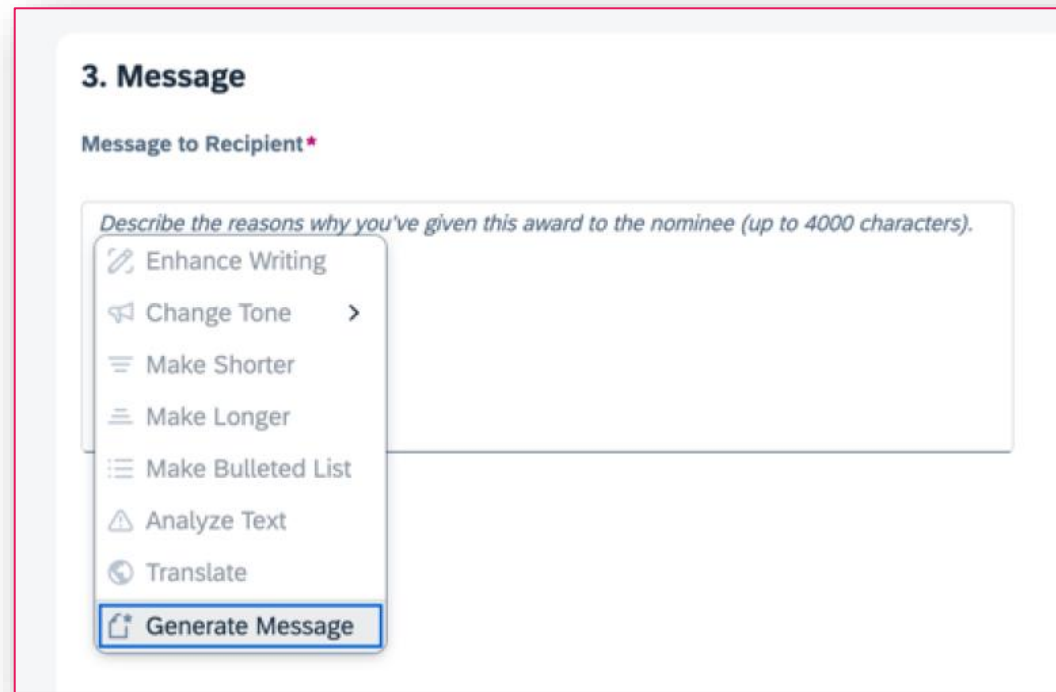 3. Message
Message to Recipient*
Describe the reasons why you've given this award to the nominee (up to 4000 characters).
Enhance Writing
Change Tone
Make Shorter
Make Longer
Make Bulleted List
Analyze Text
Translate
Generate Message